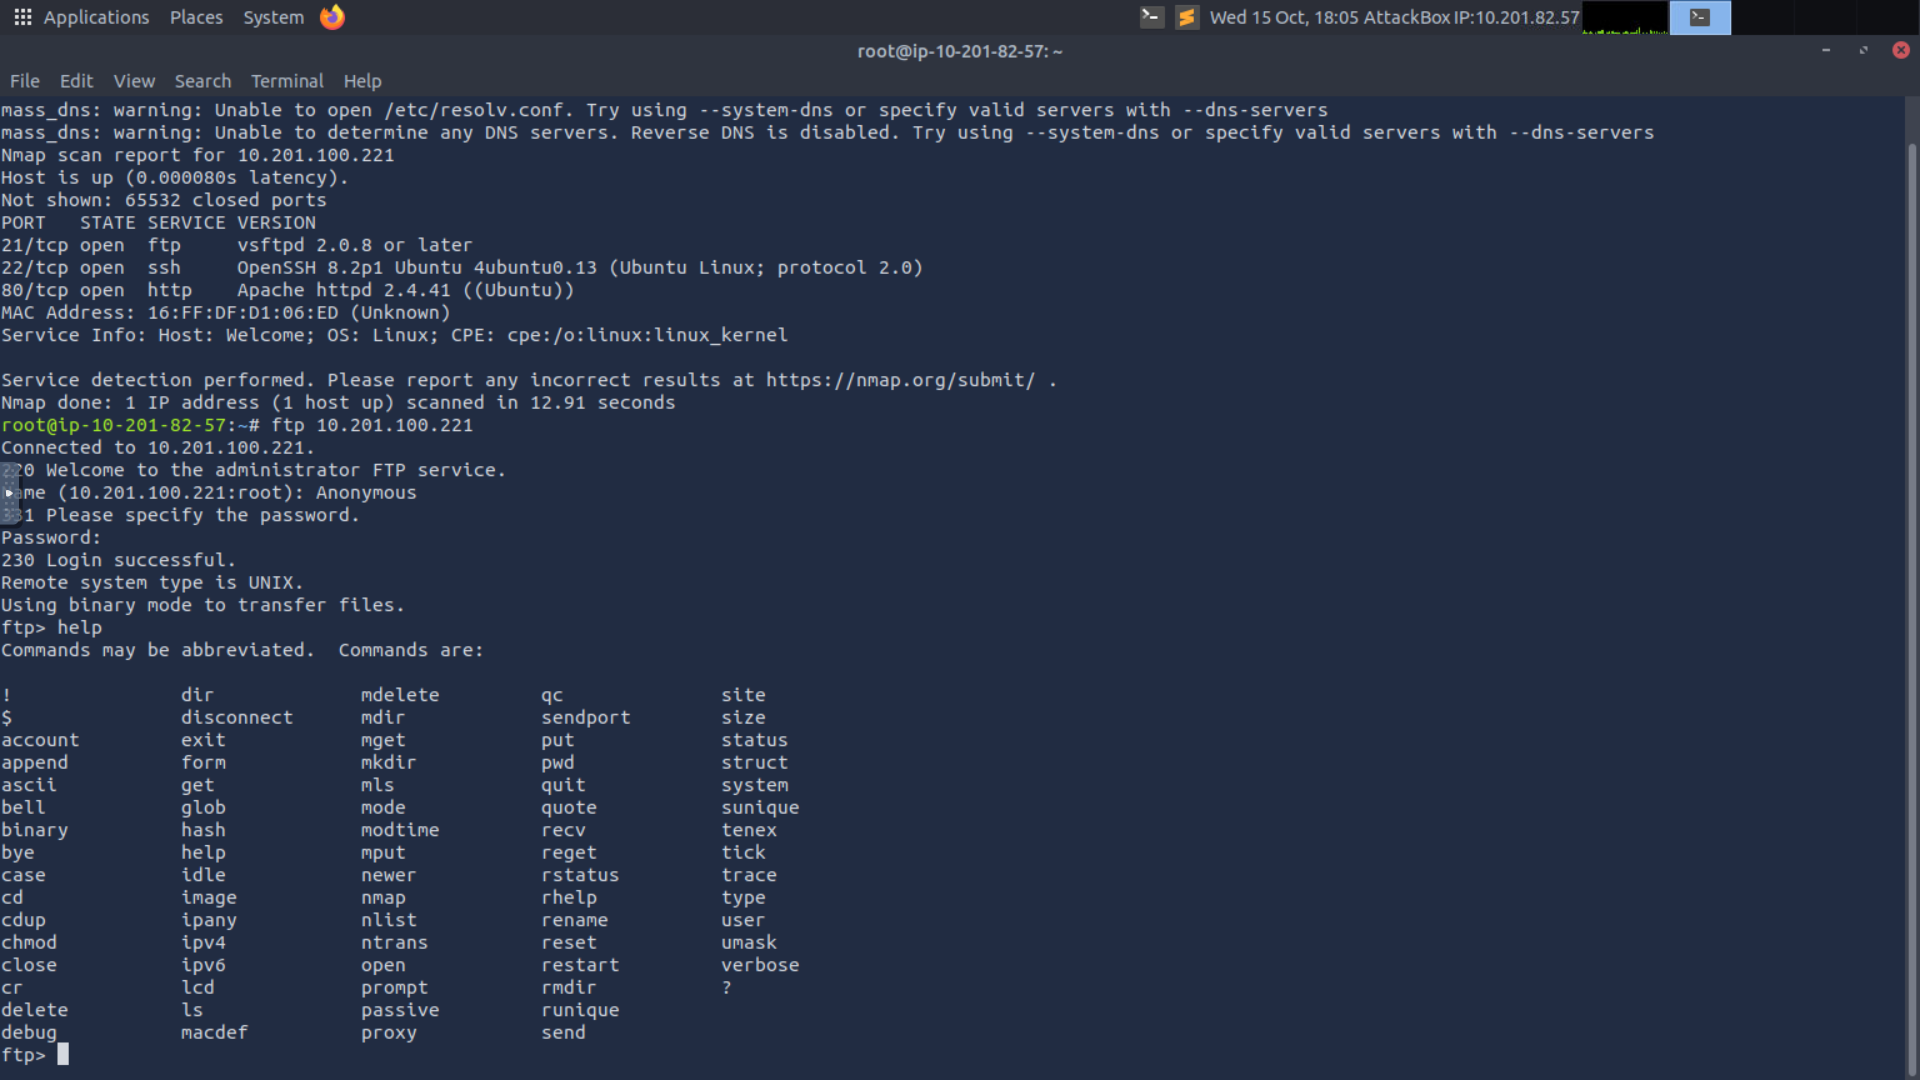 Applications Places System Wed 15 Oct, 18:05 AttackBox IP:10.201.82.57
root@ip-10-201-82-57: ~
File Edit View Search Terminal Help
mass_dns: warning: Unable to open /etc/resolv.conf. Try using --system-dns or specify valid servers with --dns-servers
mass_dns: warning: Unable to determine any DNS servers. Reverse DNS is disabled. Try using --system-dns or specify valid servers with --dns-servers
Nmap scan report for 10.201.100.221
Host is up (0.000080s latency).
Not shown: 65532 closed ports
PORT   STATE SERVICE VERSION
21/tcp open  ftp     vsftpd 2.0.8 or later
22/tcp open  ssh     OpenSSH 8.2p1 Ubuntu 4ubuntu0.13 (Ubuntu Linux; protocol 2.0)
80/tcp open  http    Apache httpd 2.4.41 ((Ubuntu))
MAC Address: 16:FF:DF:D1:06:ED (Unknown)
Service Info: Host: Welcome; OS: Linux; CPE: cpe:/o:linux:linux_kernel
Service detection performed. Please report any incorrect results at https://nmap.org/submit/ .
Nmap done: 1 IP address (1 host up) scanned in 12.91 seconds
root@ip-10-201-82-57:~# ftp 10.201.100.221
Connected to 10.201.100.221.
220 Welcome to the administrator FTP service.
Name (10.201.100.221:root): Anonymous
331 Please specify the password.
Password:
230 Login successful.
Remote system type is UNIX.
Using binary mode to transfer files.
ftp> help
Commands may be abbreviated.  Commands are:
!               dir             mdelete         qc              site
$               disconnect      mdir            sendport        size
account         exit            mget            put             status
append          form            mkdir           pwd             struct
ascii           get             mls             quit            system
bell            glob            mode            quote           sunique
binary          hash            modtime         recv            tenex
bye             help            mput            reget           tick
case            idle            newer           rstatus         trace
cd              image           nmap            rhelp           type
cdup            ipany           nlist           rename          user
chmod           ipv4            ntrans          reset           umask
close           ipv6            open            restart         verbose
cr              lcd             prompt          rmdir           ?
delete          ls              passive         runique
debug           macdef          proxy           send
ftp>